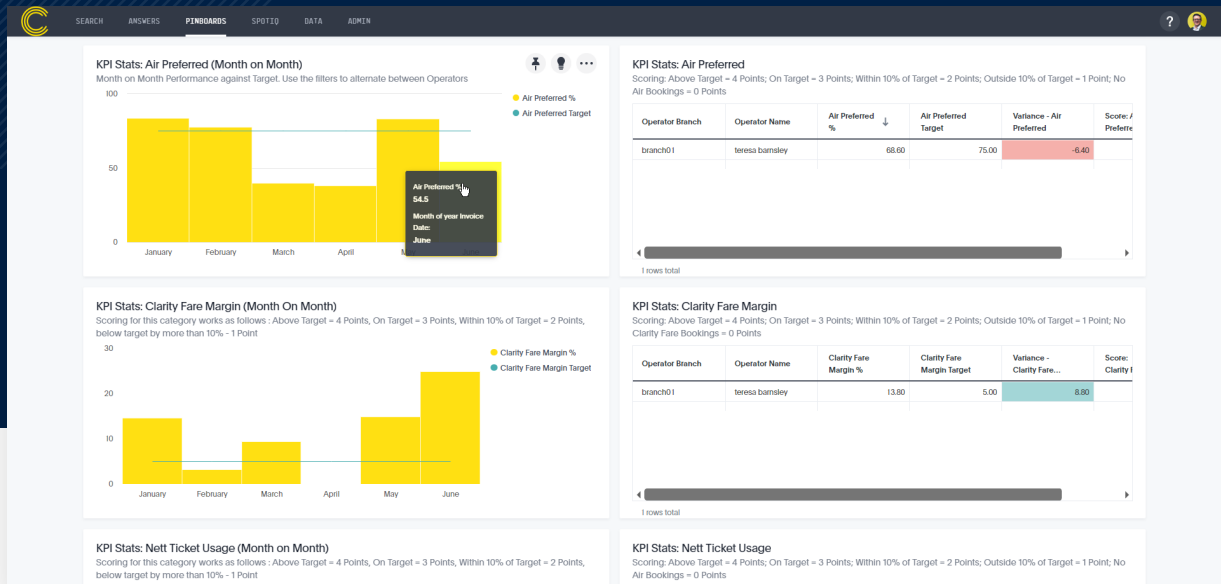 SEARCH ANSWERS PINBOARDS SPOTIQ DATA ADMIN ?
KPI Stats: Air Preferred (Month on Month)
Month on Month Performance against Target. Use the filters to alternate between Operators
100
50
0
January February March April June
Air Preferred %
Air Preferred Target
Air Preferred %
54.5
Month of year Invoice
Date:
June
KPI Stats: Air Preferred
Scoring: Above Target = 4 Points; On Target = 3 Points; Within 10% of Target = 2 Points; Outside 10% of Target = 1 Point; No
Air Bookings = 0 Points
Operator Branch Operator Name Air Preferred % Air Preferred Target Variance - Air Preferred Score:
branch01 teresa barnsley 68.60 75.00 -6.40
1 rows total
KPI Stats: Clarity Fare Margin (Month On Month)
Scoring for this category works as follows : Above Target = 4 Points, On Target = 3 Points, Within 10% of Target = 2 Points,
below target by more than 10% - 1 Point
30
20
10
0
January February March April May June
Clarity Fare Margin %
Clarity Fare Margin Target
KPI Stats: Clarity Fare Margin
Scoring: Above Target = 4 Points; On Target = 3 Points; Within 10% of Target = 2 Points; Outside 10% of Target = 1 Point; No
Clarity Fare Bookings = 0 Points
Operator Branch Operator Name Clarity Fare Margin % Clarity Fare Margin Target Variance - Clarity Fare... Score: Clarity
branch01 teresa barnsley 13.80 5.00 8.80
1 rows total
KPI Stats: Nett Ticket Usage (Month on Month)
Scoring for this category works as follows : Above Target = 4 Points, On Target = 3 Points, Within 10% of Target = 2 Points,
below target by more than 10% - 1 Point
KPI Stats: Nett Ticket Usage
Scoring: Above Target = 4 Points; On Target = 3 Points; Within 10% of Target = 2 Points; Outside 10% of Target = 1 Point; No
Air Bookings = 0 Points